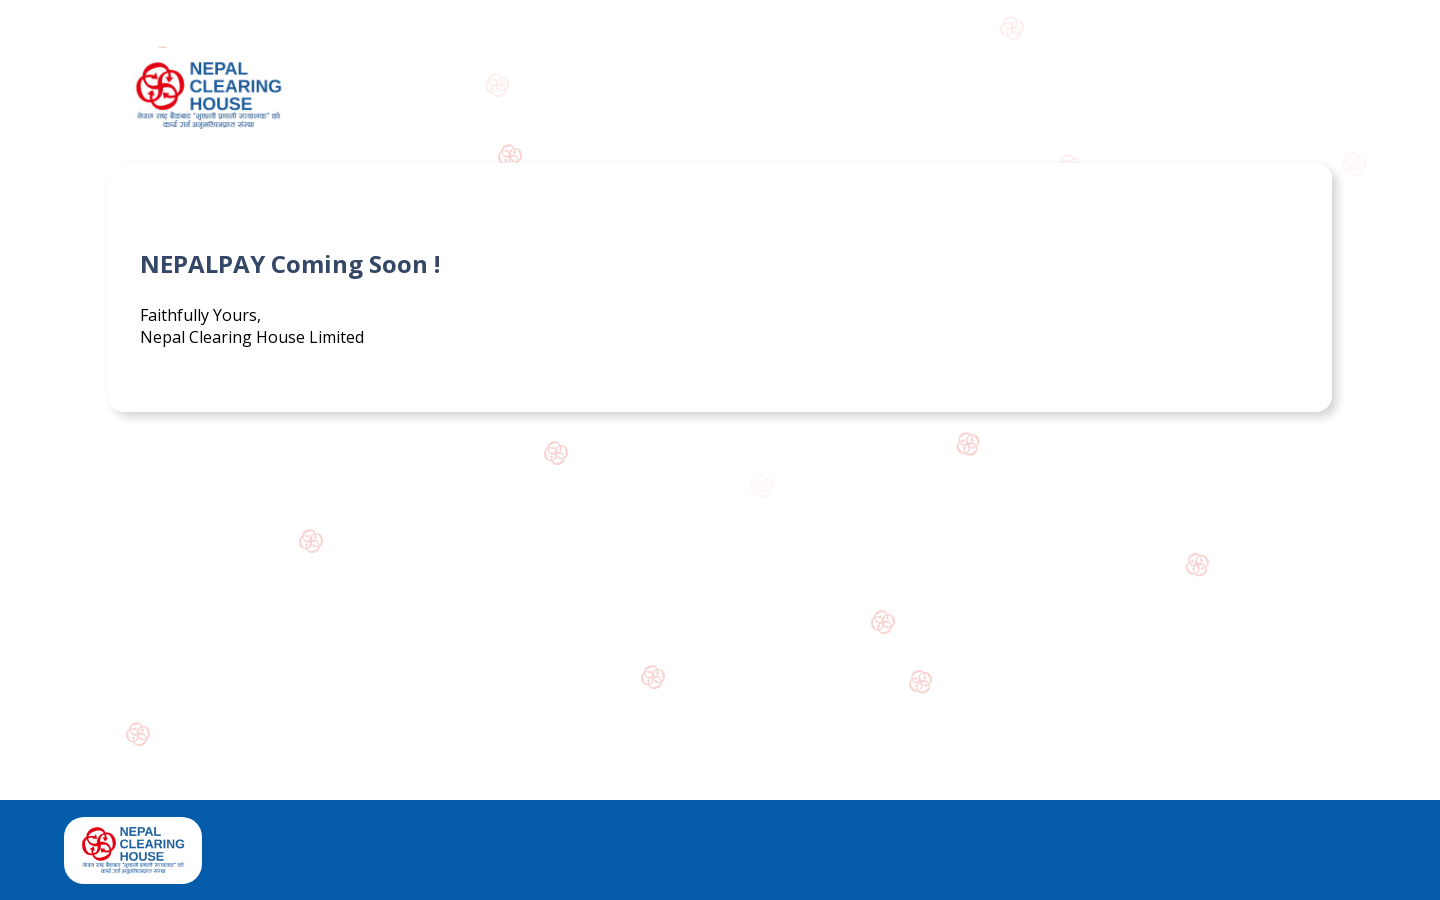 NEPAL
CLEARING
HOUSE
नेपाल राष्ट्र बैंकबाट "भुक्तानी प्रणाली सञ्चालक" को
कार्य गर्न अनुमतिपत्रप्राप्त संस्था
NEPALPAY Coming Soon !
Faithfully Yours,
Nepal Clearing House Limited
NEPAL
CLEARING
HOUSE
नेपाल राष्ट्र बैंकबाट "भुक्तानी प्रणाली सञ्चालक" को
कार्य गर्न अनुमतिपत्रप्राप्त संस्था